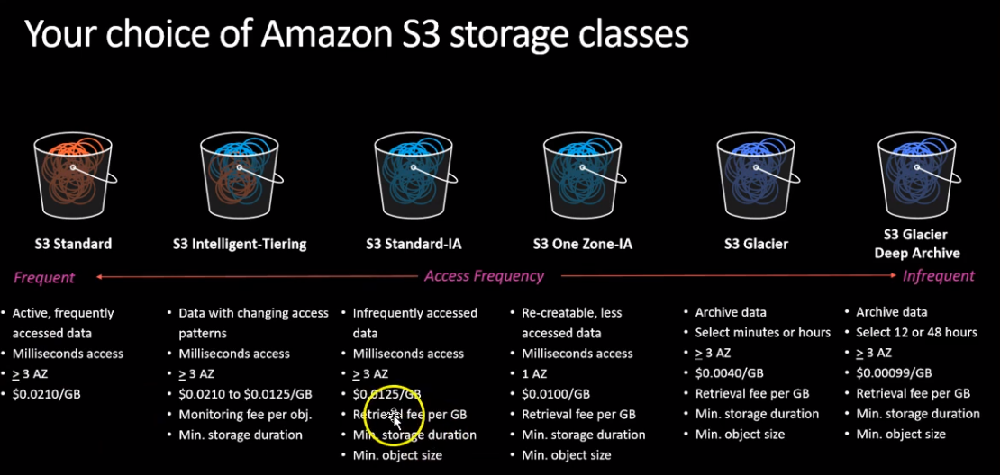 Your choice of Amazon S3 storage classes
S3 Standard
S3 Intelligent-Tiering
S3 Standard-IA
S3 One Zone-IA
S3 Glacier
S3 Glacier
Deep Archive
Frequent
Access Frequency
Infrequent
• Active, frequently
accessed data
• Milliseconds access
• ≥ 3 AZ
• $0.0210/GB
• Data with changing access
patterns
• Milliseconds access
• ≥ 3 AZ
• $0.0210 to $0.0125/GB
• Monitoring fee per obj.
• Min. storage duration
• Infrequently accessed
data
• Milliseconds access
• ≥ 3 AZ
• $0.0125/GB
• Retrieval fee per GB
• Min. storage duration
• Min. object size
• Re-creatable, less
accessed data
• Milliseconds access
• 1 AZ
• $0.0100/GB
• Retrieval fee per GB
• Min. storage duration
• Min. object size
• Archive data
• Select minutes or hours
• ≥ 3 AZ
• $0.0040/GB
• Retrieval fee per GB
• Min. storage duration
• Min. object size
• Archive data
• Select 12 or 48 hours
• ≥ 3 AZ
• $0.00099/GB
• Retrieval fee per GB
• Min. storage duration
• Min. object size